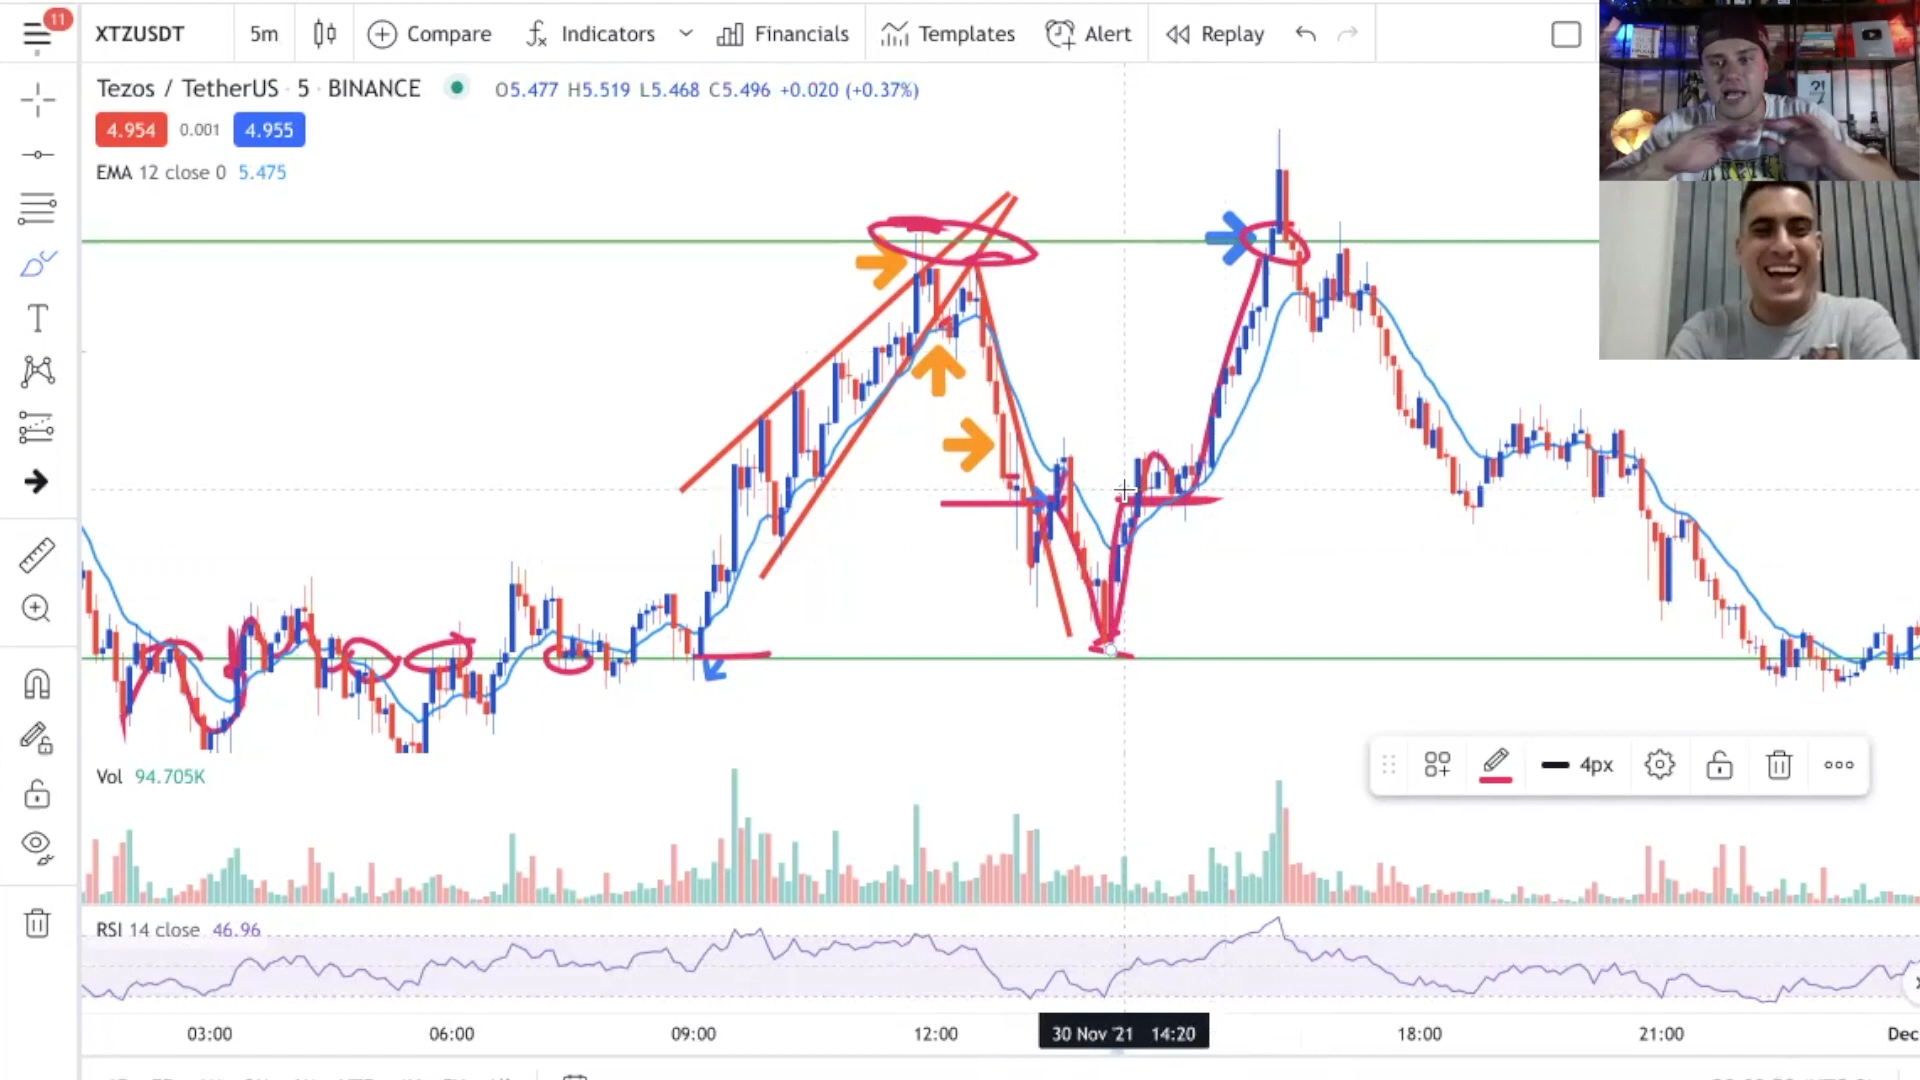 11
XTZUSDT 5m Compare Indicators Financials Templates Alert Replay
Tezos / TetherUS · 5 · BINANCE O5.477 H5.519 L5.468 C5.496 +0.020 (+0.37%)
4.954 0.001 4.955
EMA 12 close 0 5.475
4px
Vol 94.705K
RSI 14 close 46.96
03:00 06:00 09:00 12:00 30 Nov '21 14:20 18:00 21:00 Dec